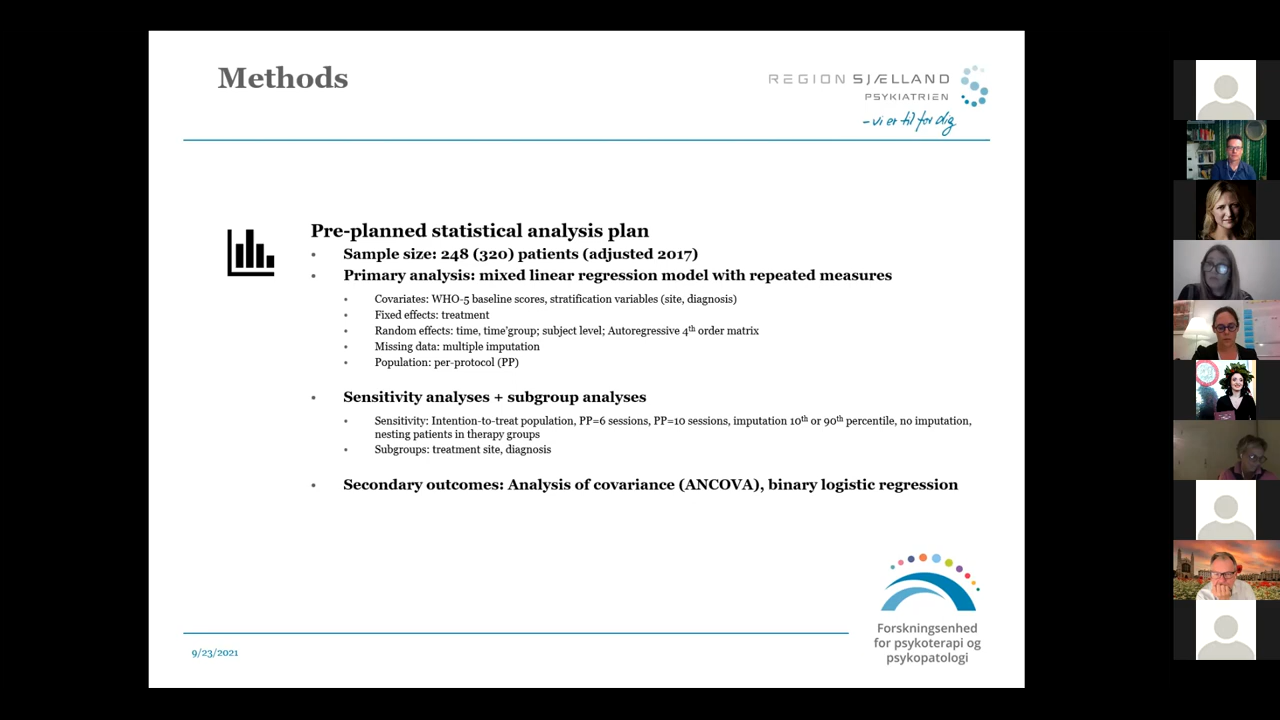 Methods
REGION SJÆLLAND
PSYKIATRIEN
- vi er til for dig
Pre-planned statistical analysis plan
• Sample size: 248 (320) patients (adjusted 2017)
• Primary analysis: mixed linear regression model with repeated measures
• Covariates: WHO-5 baseline scores, stratification variables (site, diagnosis)
• Fixed effects: treatment
• Random effects: time, time'group; subject level; Autoregressive 4th order matrix
• Missing data: multiple imputation
• Population: per-protocol (PP)
• Sensitivity analyses + subgroup analyses
• Sensitivity: Intention-to-treat population, PP=6 sessions, PP=10 sessions, imputation 10th or 90th percentile, no imputation,
nesting patients in therapy groups
• Subgroups: treatment site, diagnosis
• Secondary outcomes: Analysis of covariance (ANCOVA), binary logistic regression
Forskningsenhed
for psykoterapi og
psykopatologi
9/23/2021